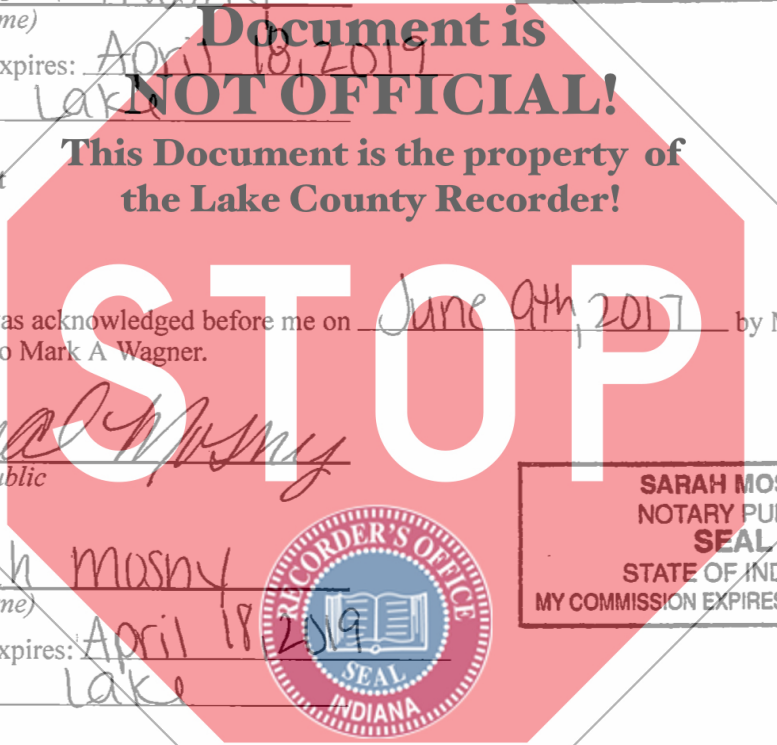 me)
Document is
xpires: April 18, 2019
NOT OFFICIAL!
Lake
This Document is the property of
t
the Lake County Recorder!
STOP
as acknowledged before me on June 9th, 2017 by M
o Mark A Wagner.
Mosny
ublic
SARAH MOS
NOTARY PU
SEAL
STATE OF IND
MY COMMISSION EXPIRES
h Mosny
me)
xpires: April 18, 2019
Lake
RECORDER'S OFFICE
SEAL
INDIANA